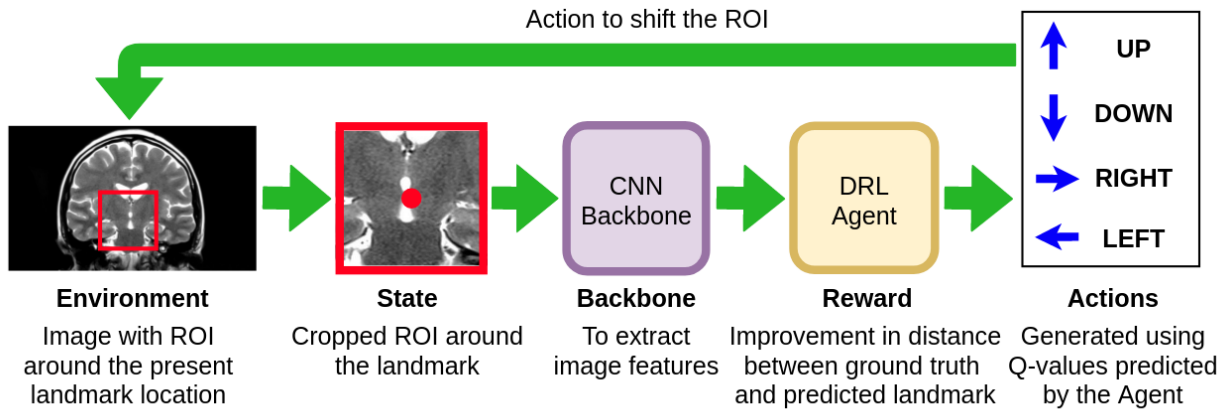 Action to shift the ROI
UP
DOWN
RIGHT
LEFT
CNN
Backbone
DRL
Agent
Environment
Image with ROI
around the present
landmark location
State
Cropped ROI around
the landmark
Backbone
To extract
image features
Reward
Improvement in distance
between ground truth
and predicted landmark
Actions
Generated using
Q-values predicted
by the Agent